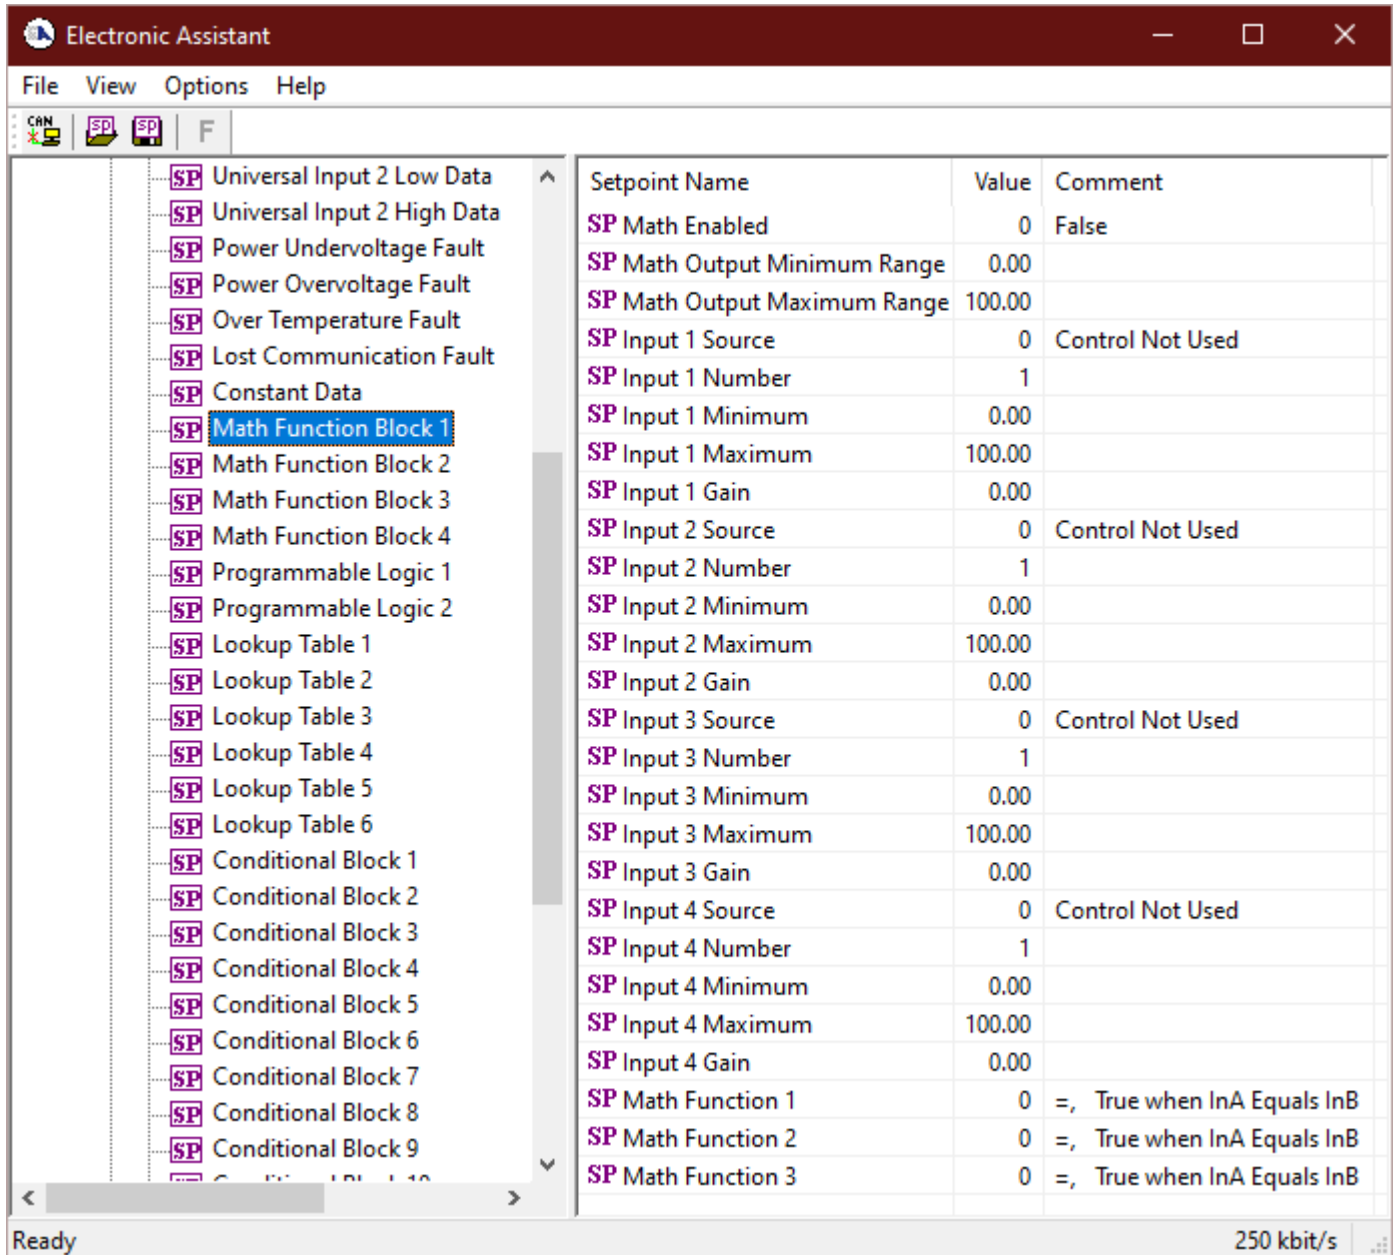 Electronic Assistant
File View Options Help
CAN SP SP F
SP Universal Input 2 Low Data
SP Universal Input 2 High Data
SP Power Undervoltage Fault
SP Power Overvoltage Fault
SP Over Temperature Fault
SP Lost Communication Fault
SP Constant Data
SP Math Function Block 1
SP Math Function Block 2
SP Math Function Block 3
SP Math Function Block 4
SP Programmable Logic 1
SP Programmable Logic 2
SP Lookup Table 1
SP Lookup Table 2
SP Lookup Table 3
SP Lookup Table 4
SP Lookup Table 5
SP Lookup Table 6
SP Conditional Block 1
SP Conditional Block 2
SP Conditional Block 3
SP Conditional Block 4
SP Conditional Block 5
SP Conditional Block 6
SP Conditional Block 7
SP Conditional Block 8
SP Conditional Block 9
Setpoint Name Value Comment
SP Math Enabled 0 False
SP Math Output Minimum Range 0.00
SP Math Output Maximum Range 100.00
SP Input 1 Source 0 Control Not Used
SP Input 1 Number 1
SP Input 1 Minimum 0.00
SP Input 1 Maximum 100.00
SP Input 1 Gain 0.00
SP Input 2 Source 0 Control Not Used
SP Input 2 Number 1
SP Input 2 Minimum 0.00
SP Input 2 Maximum 100.00
SP Input 2 Gain 0.00
SP Input 3 Source 0 Control Not Used
SP Input 3 Number 1
SP Input 3 Minimum 0.00
SP Input 3 Maximum 100.00
SP Input 3 Gain 0.00
SP Input 4 Source 0 Control Not Used
SP Input 4 Number 1
SP Input 4 Minimum 0.00
SP Input 4 Maximum 100.00
SP Input 4 Gain 0.00
SP Math Function 1 0 =, True when InA Equals InB
SP Math Function 2 0 =, True when InA Equals InB
SP Math Function 3 0 =, True when InA Equals InB
Ready 250 kbit/s